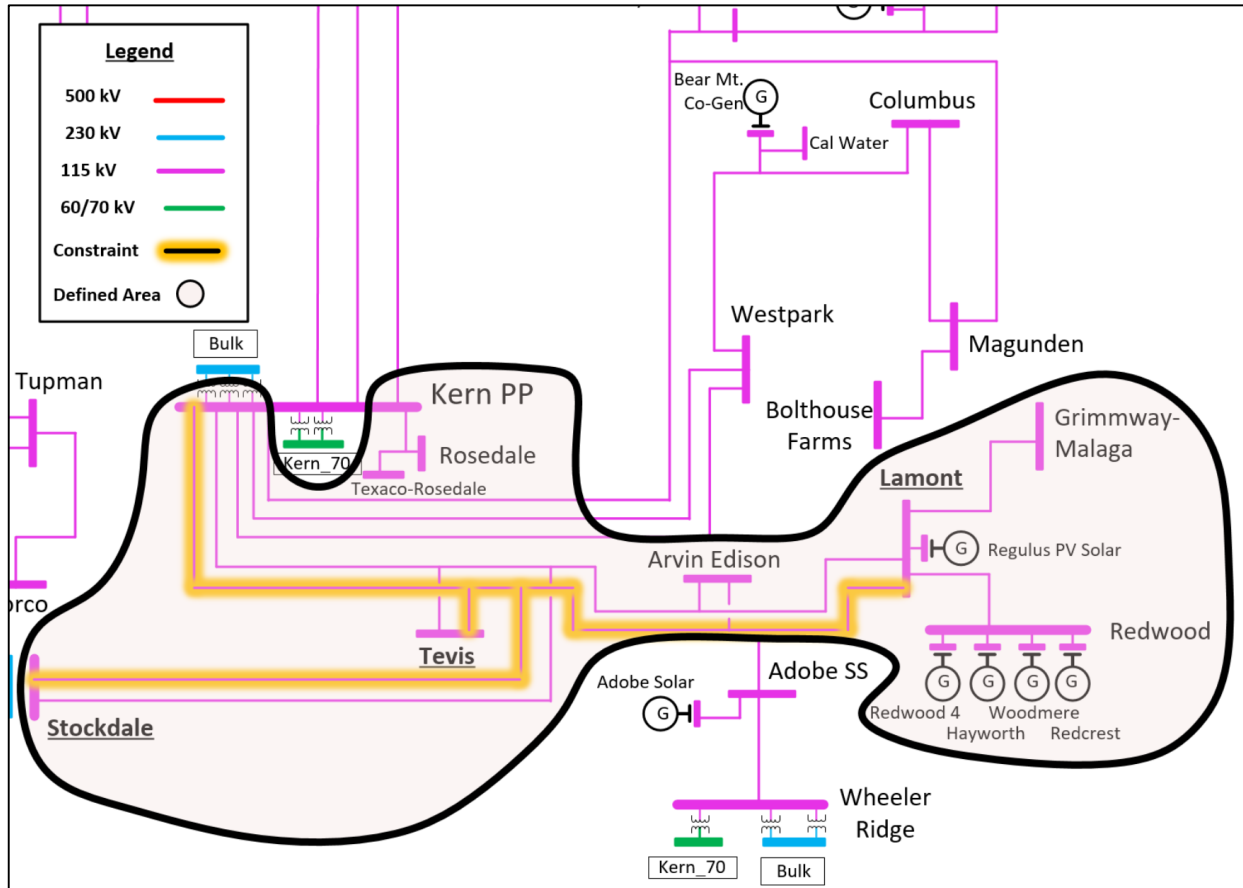 Legend
500 kV
230 kV
115 kV
60/70 kV
Constraint
Defined Area
G
Bear Mt.
Co-Gen
G
Columbus
Cal Water
Westpark
Magunden
Bolthouse
Farms
Bulk
Tupman
Kern PP
Kern_70
Rosedale
Texaco-Rosedale
Grimmway-
Malaga
Lamont
G
Regulus PV Solar
Arvin Edison
orco
Tevis
Stockdale
Redwood
G
G
G
G
Redwood 4
Woodmere
Hayworth
Redcrest
Adobe SS
Adobe Solar
G
Wheeler
Ridge
Kern_70
Bulk